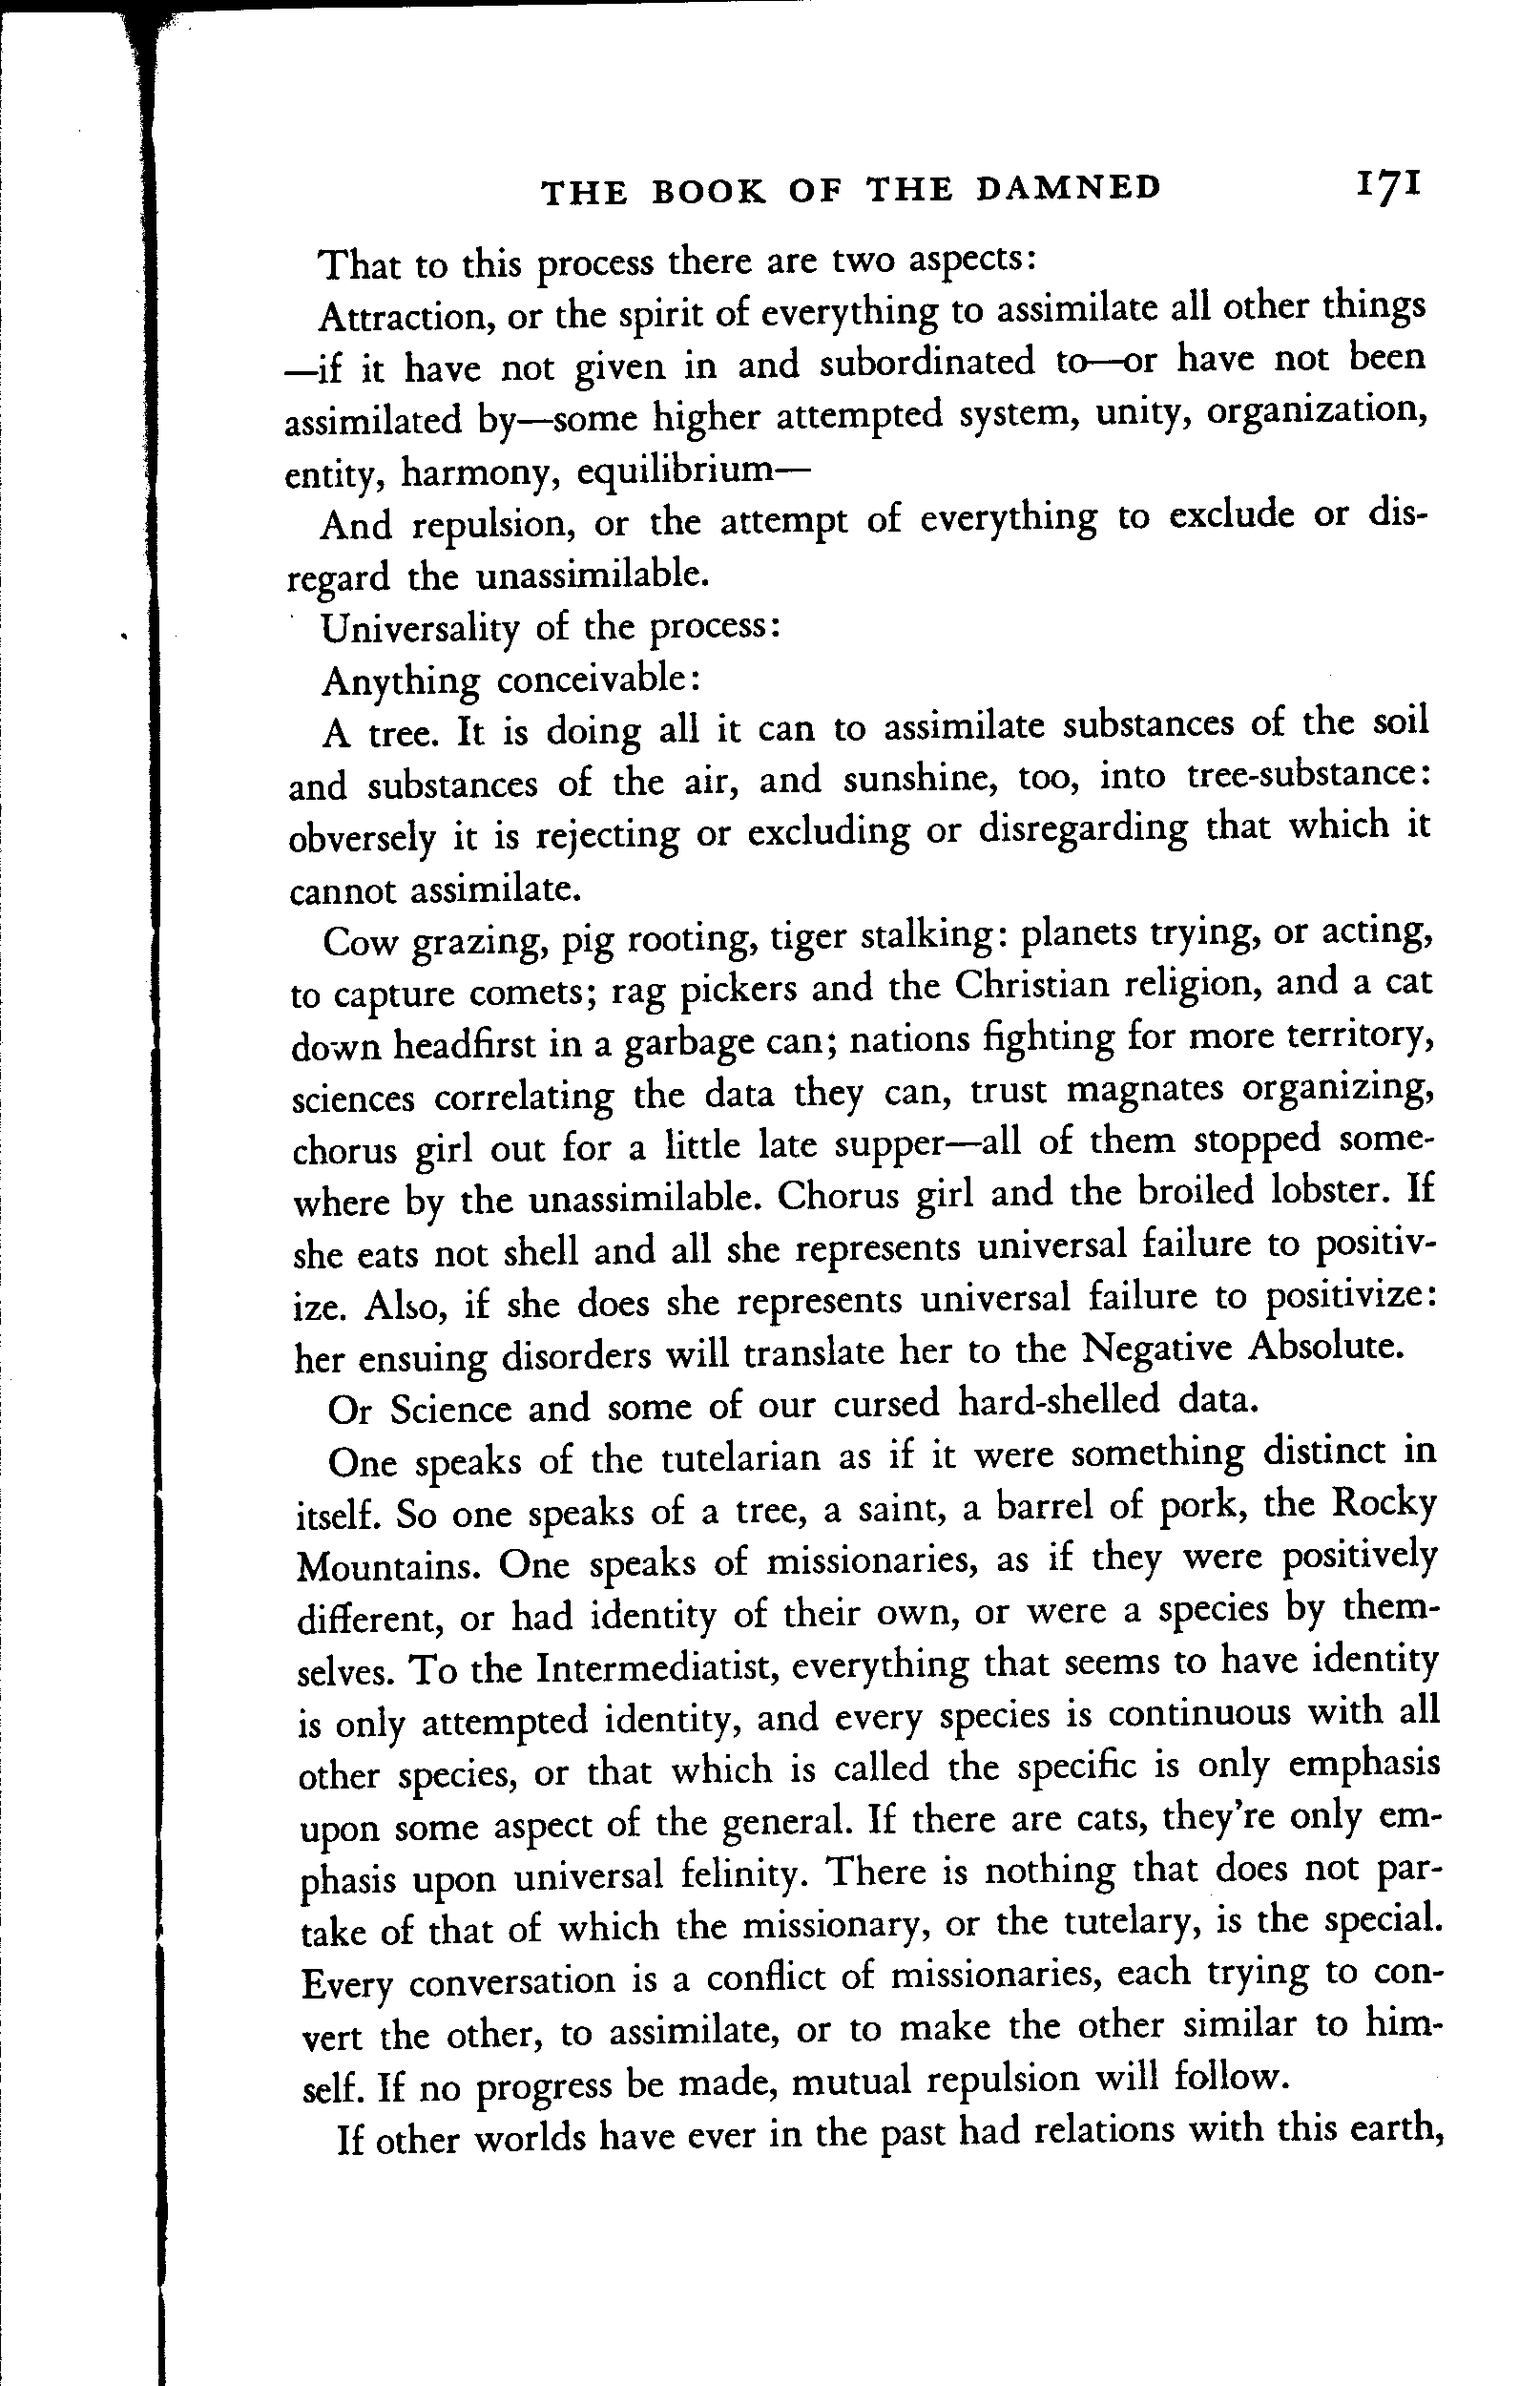 THE BOOK OF THE DAMNED 171
That to this process there are two aspects:
Attraction, or the spirit of everything to assimilate all other things
—if it have not given in and subordinated to—or have not been
assimilated by—some higher attempted system, unity, organization,
entity, harmony, equilibrium—
And repulsion, or the attempt of everything to exclude or dis-
regard the unassimilable.
Universality of the process:
Anything conceivable:
A tree. It is doing all it can to assimilate substances of the soil
and substances of the air, and sunshine, too, into tree-substance:
obversely it is rejecting or excluding or disregarding that which it
cannot assimilate.
Cow grazing, pig rooting, tiger stalking: planets trying, or acting,
to capture comets; rag pickers and the Christian religion, and a cat
down headfirst in a garbage can; nations fighting for more territory,
sciences correlating the data they can, trust magnates organizing,
chorus girl out for a little late supper—all of them stopped some-
where by the unassimilable. Chorus girl and the broiled lobster. If
she eats not shell and all she represents universal failure to positiv-
ize. Also, if she does she represents universal failure to positivize:
her ensuing disorders will translate her to the Negative Absolute.
Or Science and some of our cursed hard-shelled data.
One speaks of the tutelarian as if it were something distinct in
itself. So one speaks of a tree, a saint, a barrel of pork, the Rocky
Mountains. One speaks of missionaries, as if they were positively
different, or had identity of their own, or were a species by them-
selves. To the Intermediatist, everything that seems to have identity
is only attempted identity, and every species is continuous with all
other species, or that which is called the specific is only emphasis
upon some aspect of the general. If there are cats, they're only em-
phasis upon universal felinity. There is nothing that does not par-
take of that of which the missionary, or the tutelary, is the special.
Every conversation is a conflict of missionaries, each trying to con-
vert the other, to assimilate, or to make the other similar to him-
self. If no progress be made, mutual repulsion will follow.
If other worlds have ever in the past had relations with this earth,